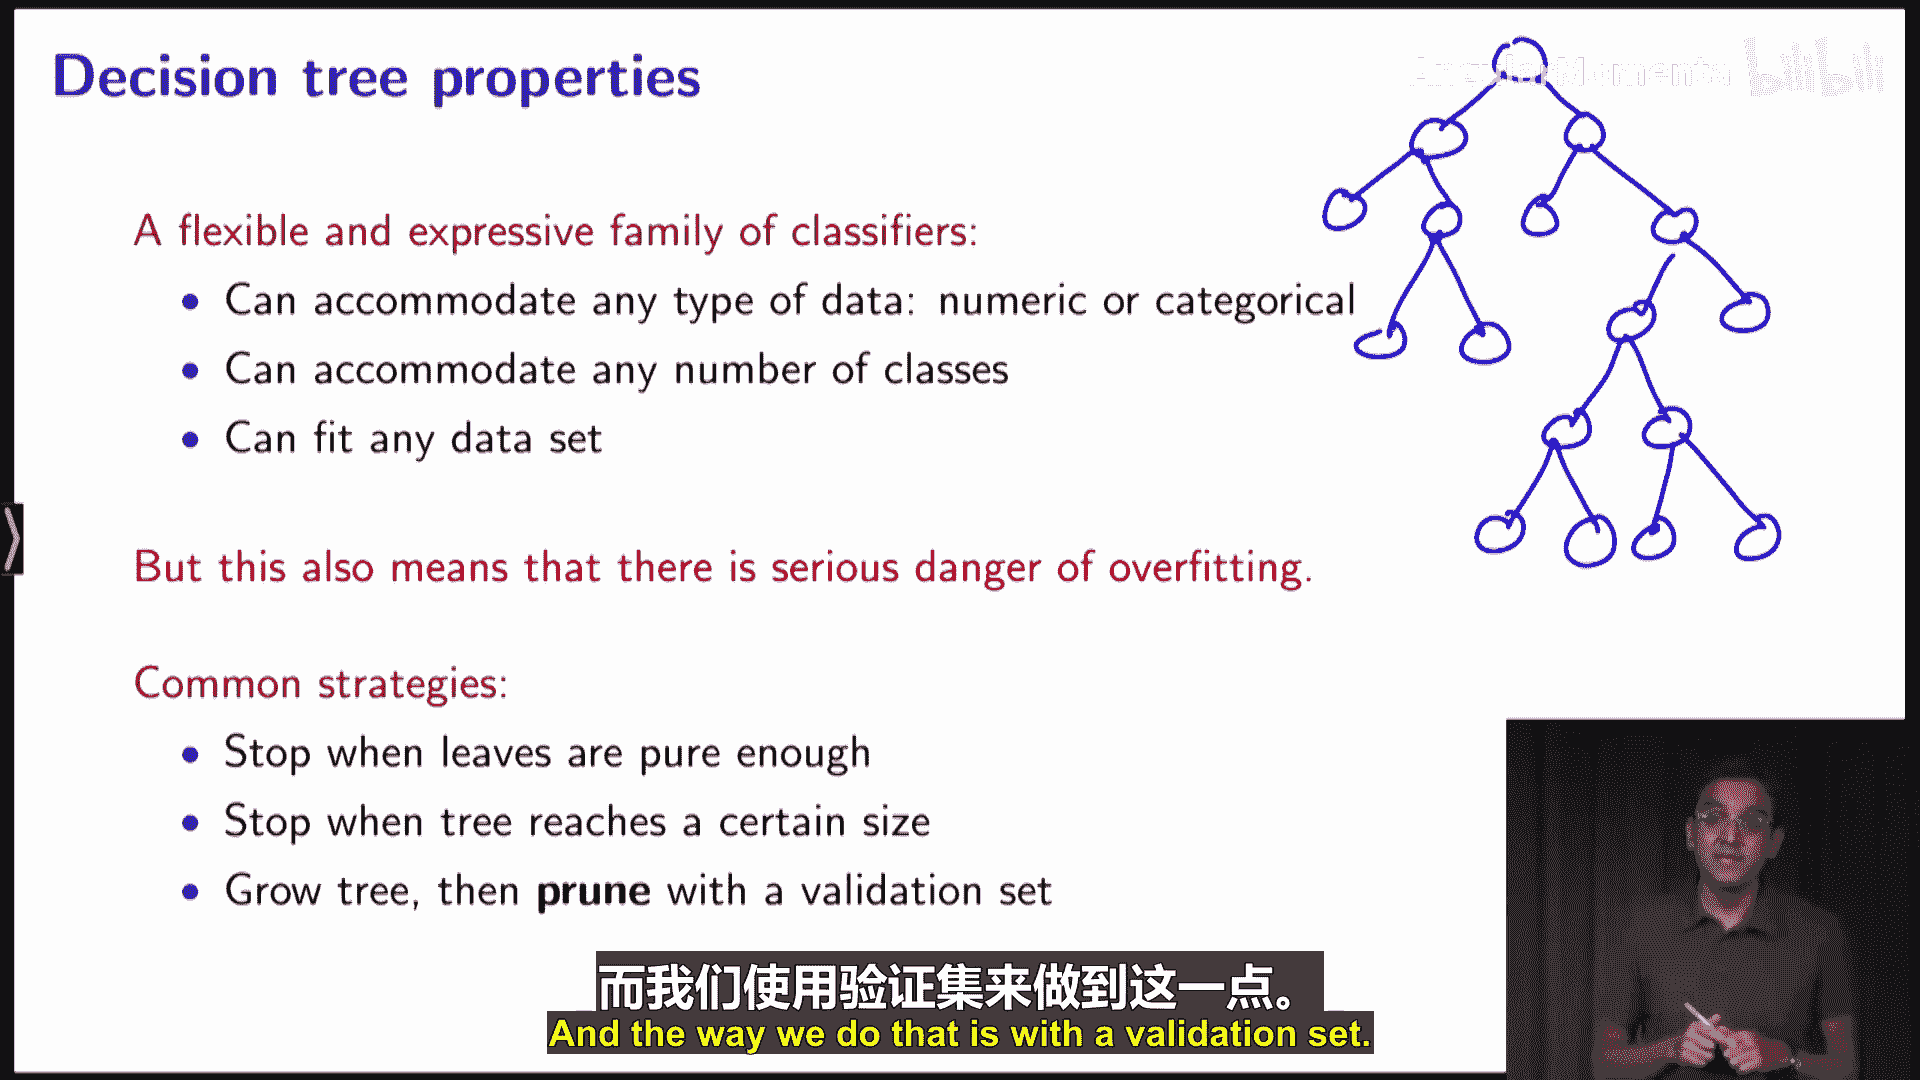 Decision tree properties
AngularMomenta bilibili
A flexible and expressive family of classifiers:
• Can accommodate any type of data: numeric or categorical
• Can accommodate any number of classes
• Can fit any data set
But this also means that there is serious danger of overfitting.
Common strategies:
• Stop when leaves are pure enough
• Stop when tree reaches a certain size
• Grow tree, then prune with a validation set
而我们使用验证集来做到这一点。
And the way we do that is with a validation set.